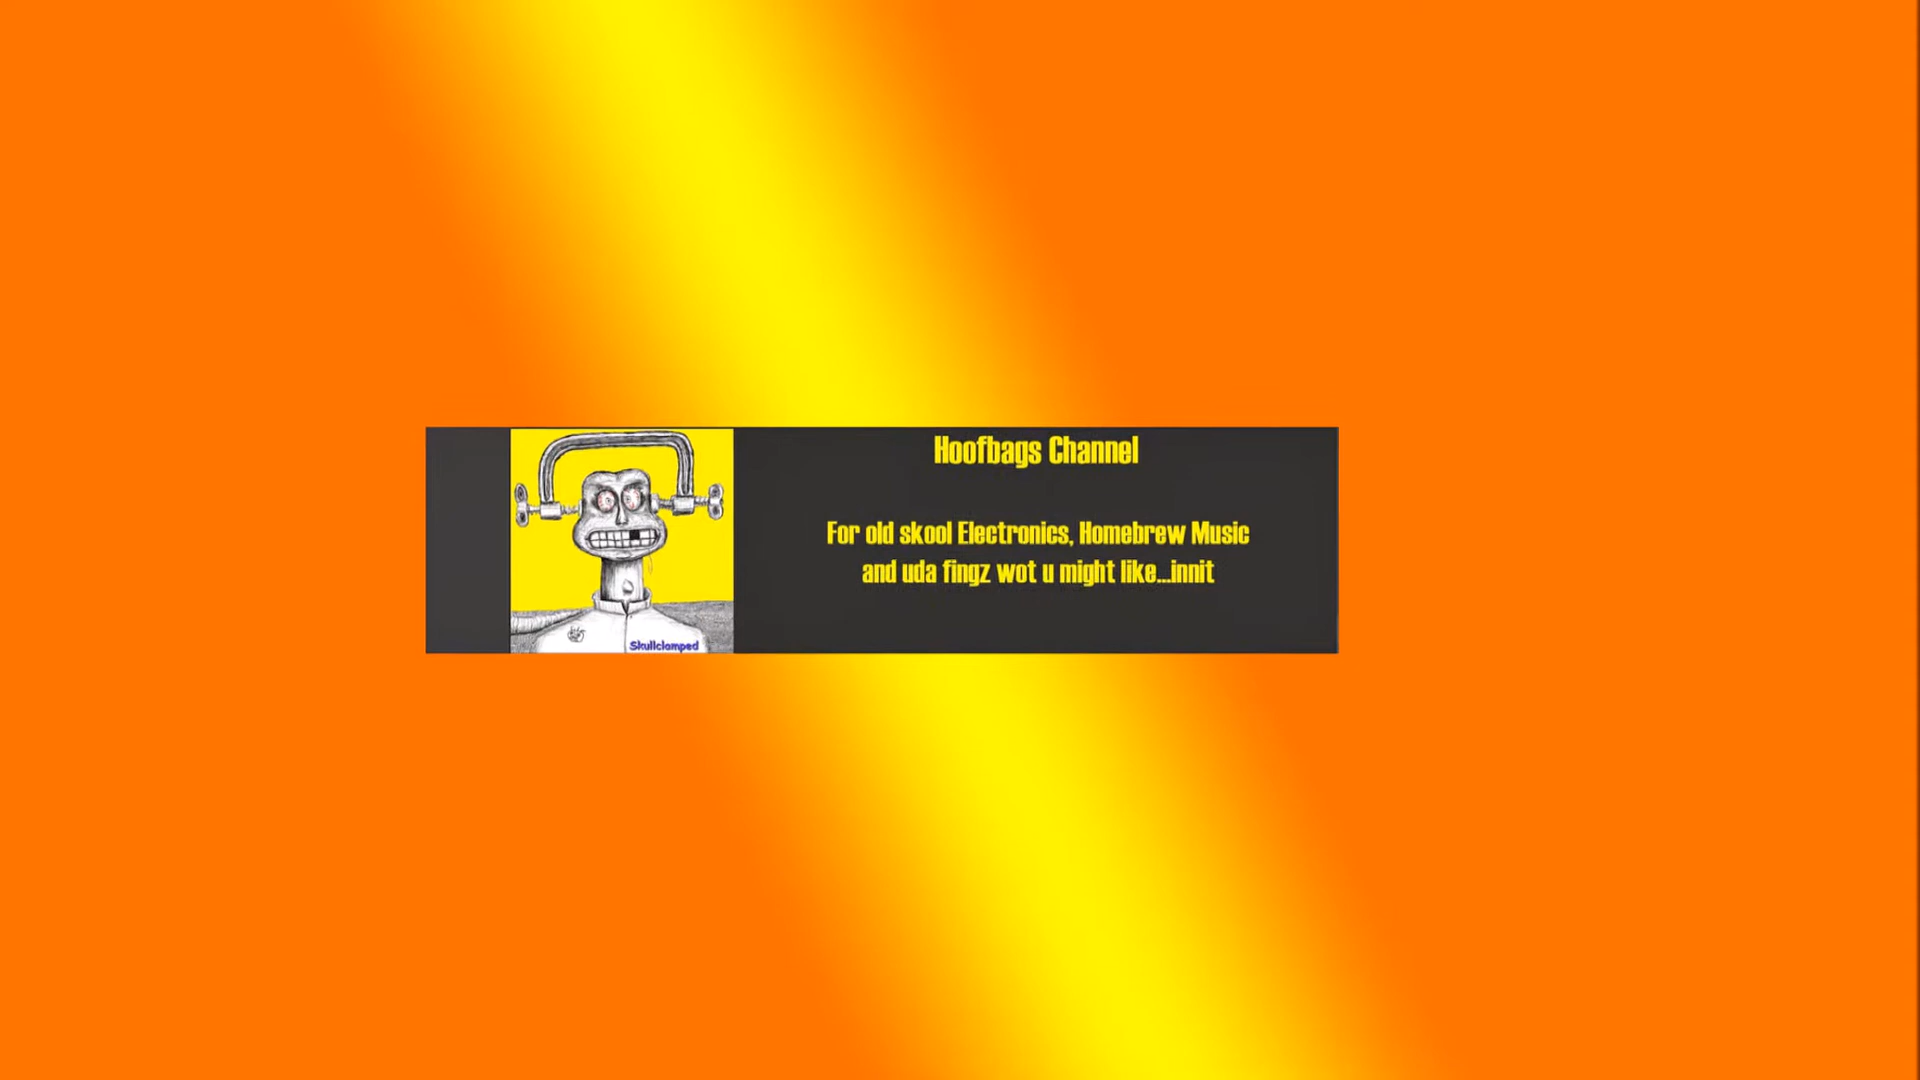 Hoofbags Channel
For old skool Electronics, Homebrew Music
and uda fingz wot u might like...innit
Skullclamped